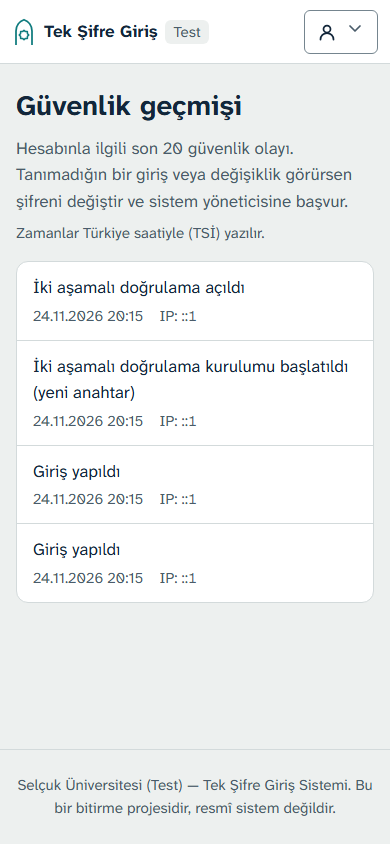 Tek Şifre Giriş Test
Güvenlik geçmişi
Hesabınla ilgili son 20 güvenlik olayı.
Tanımadığın bir giriş veya değişiklik görürsen
şifreni değiştir ve sistem yöneticisine başvur.
Zamanlar Türkiye saatiyle (TSİ) yazılır.
İki aşamalı doğrulama açıldı
24.11.2026 20:15 IP: ::1
İki aşamalı doğrulama kurulumu başlatıldı
(yeni anahtar)
24.11.2026 20:15 IP: ::1
Giriş yapıldı
24.11.2026 20:15 IP: ::1
Giriş yapıldı
24.11.2026 20:15 IP: ::1
Selçuk Üniversitesi (Test) — Tek Şifre Giriş Sistemi. Bu
bir bitirme projesidir, resmî sistem değildir.